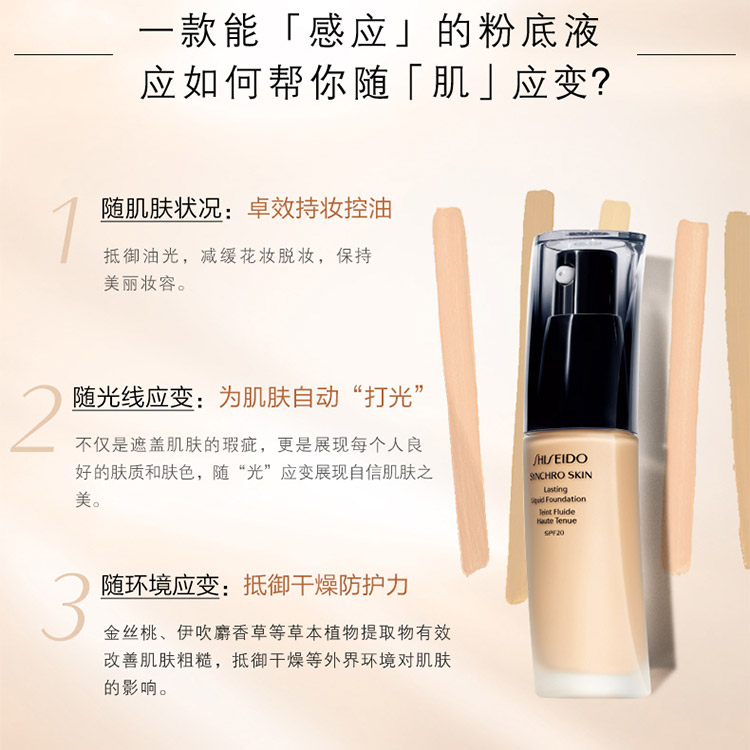 一款能「感应」的粉底液
应如何帮你随「肌」应变?
1 随肌肤状况：卓效持妆控油
抵御油光，减缓花妆脱妆，保持
美丽妆容。
2 随光线应变：为肌肤自动“打光”
不仅是遮盖肌肤的瑕疵，更是展现每个人良
好的肤质和肤色，随“光”应变展现自信肌肤之
美。
3 随环境应变：抵御干燥防护力
金丝桃、伊吹麝香草等草本植物提取物有效
改善肌肤粗糙，抵御干燥等外界环境对肌肤
的影响。
SHISEIDO
SYNCHRO SKIN
Lasting
Liquid Foundation
Teint Fluide
Haute Tenue
SPF20